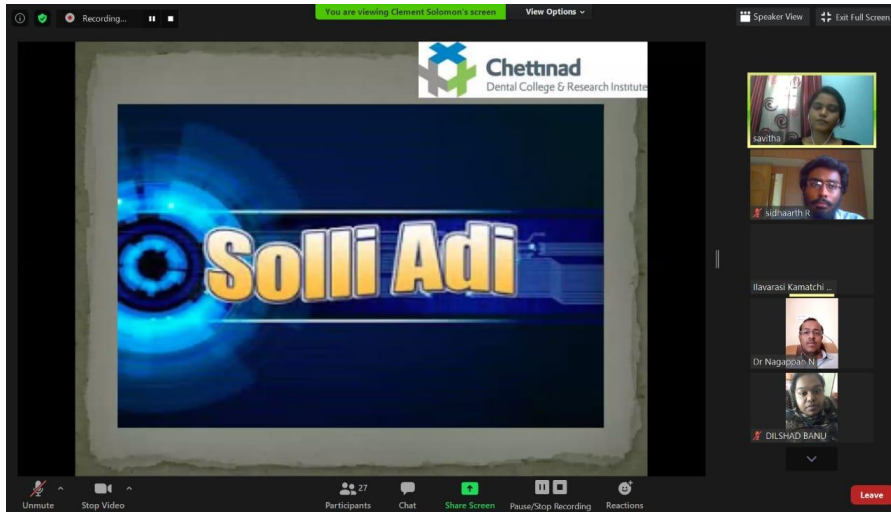 Recording...
You are viewing Clement Solomon's screen
View Options
Speaker View
Exit Full Screen
Chettinad
Dental College & Research Institute
Solli Adi
savitha
sidhaarth R
Ilavarasi Kamatchi ...
Dr Nagappan N
DILSHAD BANU
Unmute
Stop Video
27
Participants
Chat
Share Screen
Pause/Stop Recording
Reactions
Leave